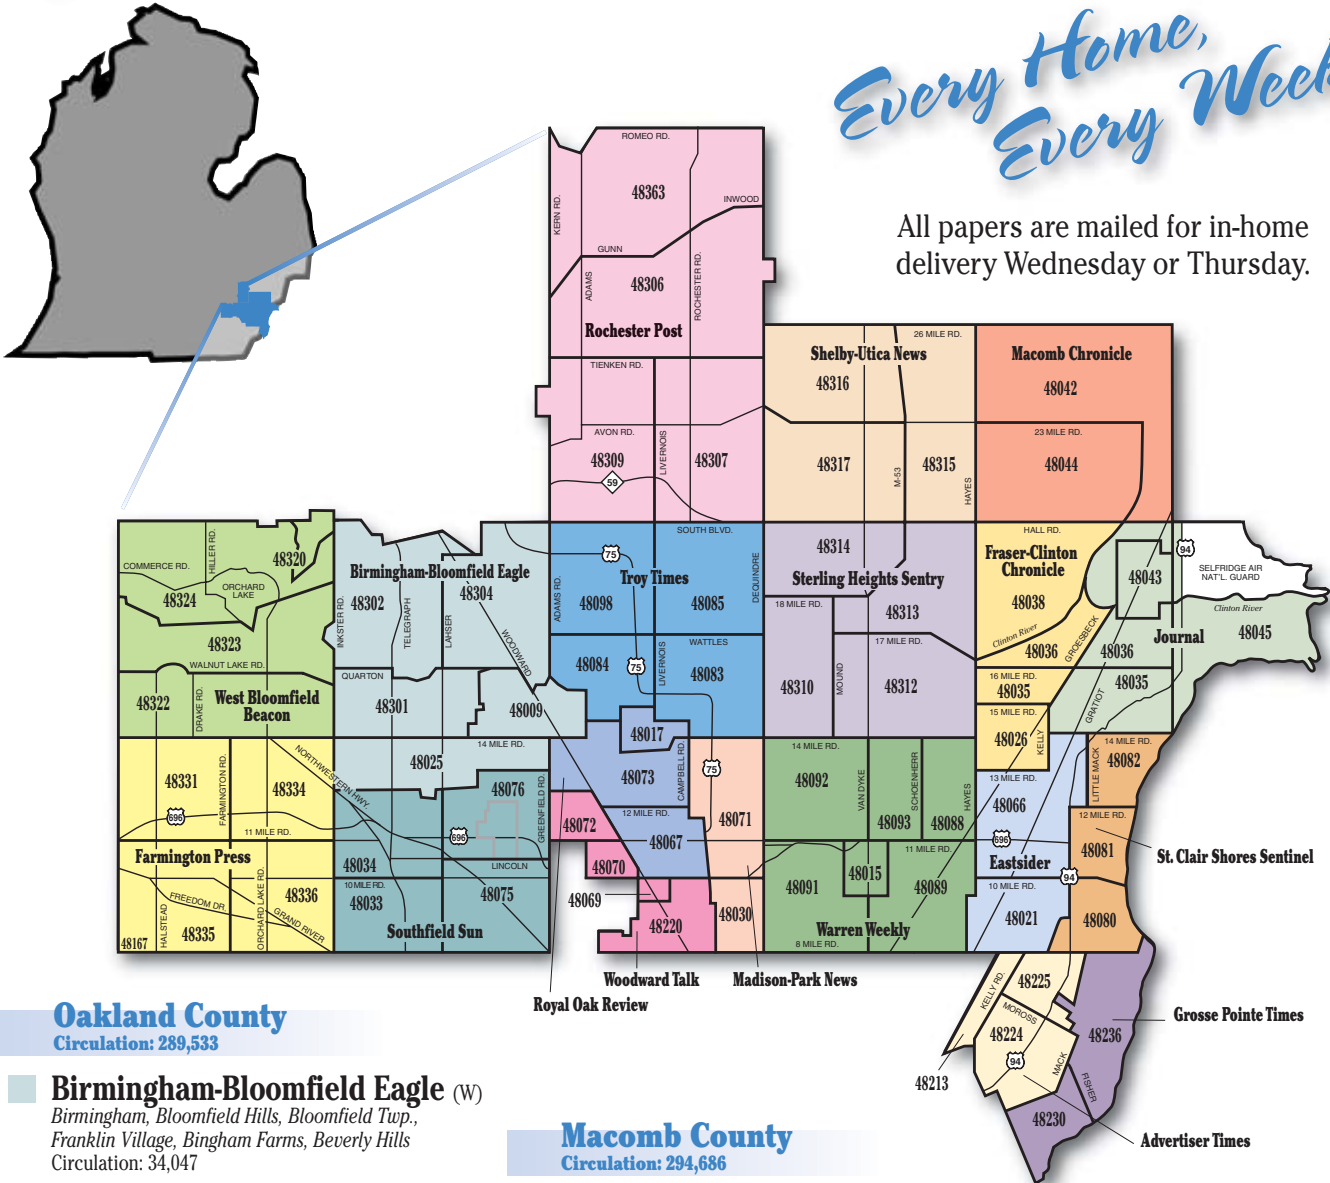 Every Home,
Every Week
All papers are mailed for in-home
delivery Wednesday or Thursday.
ROMEO RD.
48363
KERN RD.
INWOOD
GUNN
ADAMS
48306
ROCHESTER RD.
Rochester Post
TIENKEN RD.
AVON RD.
LIVERNOIS
48309
48307
59
26 MILE RD.
Shelby-Utica News
48316
48317
M-53
48315
HAYES
Macomb Chronicle
48042
23 MILE RD.
48044
COMMERCE RD.
HILLER RD.
48320
ORCHARD
LAKE
48324
48323
WALNUT LAKE RD.
48322
DRAKE RD.
West Bloomfield
Beacon
Birmingham-Bloomfield Eagle
48302
48304
INKSTER RD.
TELEGRAPH
LAHSER
WOODWARD
QUARTON
48301
48009
14 MILE RD.
48025
SOUTH BLVD.
75
Troy Times
48098
48085
ADAMS RD.
DEQUINDRE
WATTLES
48084
75
LIVERNOIS
48083
48017
48314
Sterling Heights Sentry
18 MILE RD.
48313
17 MILE RD.
48310
MOUND
48312
HALL RD.
Fraser-Clinton
Chronicle
48038
Clinton River
48036
GROESBECK
16 MILE RD.
48035
15 MILE RD.
48026
KELLY
94
SELFRIDGE AIR
NAT'L. GUARD
48043
Clinton River
Journal
48045
48036
48035
GRATIOT
48331
FARMINGTON RD.
48334
NORTHWESTERN HWY.
696
11 MILE RD.
Farmington Press
48336
FREEDOM DR.
ORCHARD LAKE RD.
GRAND RIVER
HALSTEAD
48335
48167
48076
GREENFIELD RD.
696
LINCOLN
48034
10 MILE RD.
48033
48075
Southfield Sun
48073
CAMPBELL RD.
75
12 MILE RD.
48072
48067
48071
48070
48069
48220
48030
Woodward Talk
Madison-Park News
Royal Oak Review
14 MILE RD.
48092
VAN DYKE
SCHOENHERR
HAYES
48093
48088
11 MILE RD.
48015
48091
48089
Warren Weekly
8 MILE RD.
13 MILE RD.
48066
696
Eastsider
10 MILE RD.
48021
14 MILE RD.
LITTLE MACK
48082
12 MILE RD.
48081
94
48080
St. Clair Shores Sentinel
KELLY RD.
48225
MOROSS
48224
94
MACK
48213
48236
Grosse Pointe Times
FISHER
48230
Advertiser Times
Oakland County
Circulation: 289,533
Birmingham-Bloomfield Eagle (W)
Birmingham, Bloomfield Hills, Bloomfield Twp.,
Franklin Village, Bingham Farms, Beverly Hills
Circulation: 34,047
Macomb County
Circulation: 294,686